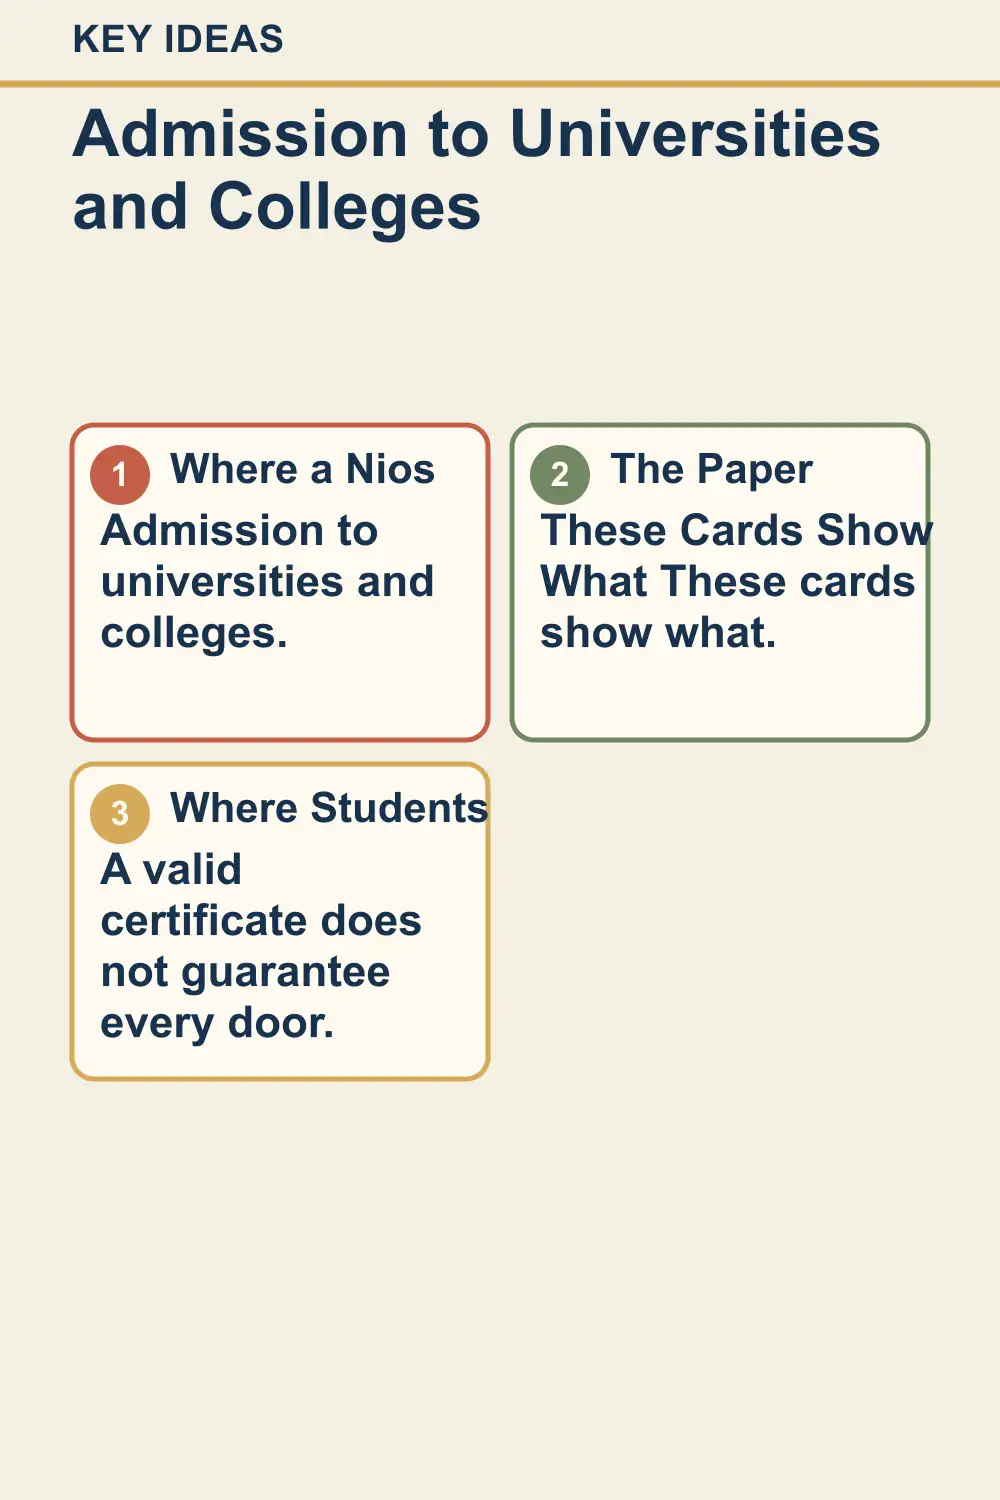 KEY IDEAS
Admission to Universities
and Colleges
1 Where a Nios
Admission to
universities and
colleges.
2 The Paper
These Cards Show
What These cards
show what.
3 Where Students
A valid
certificate does
not guarantee
every door.